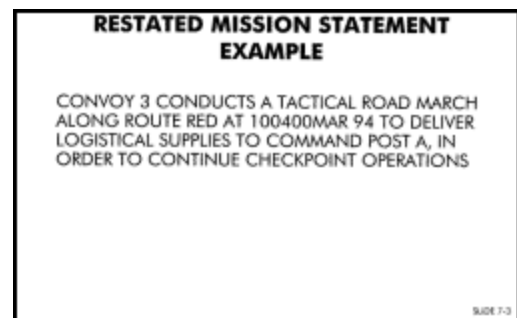 RESTATED MISSION STATEMENT
EXAMPLE
CONVOY 3 CONDUCTS A TACTICAL ROAD MARCH
ALONG ROUTE RED AT 100400MAR 94 TO DELIVER
LOGISTICAL SUPPLIES TO COMMAND POST A, IN
ORDER TO CONTINUE CHECKPOINT OPERATIONS
SLIDE 7-3